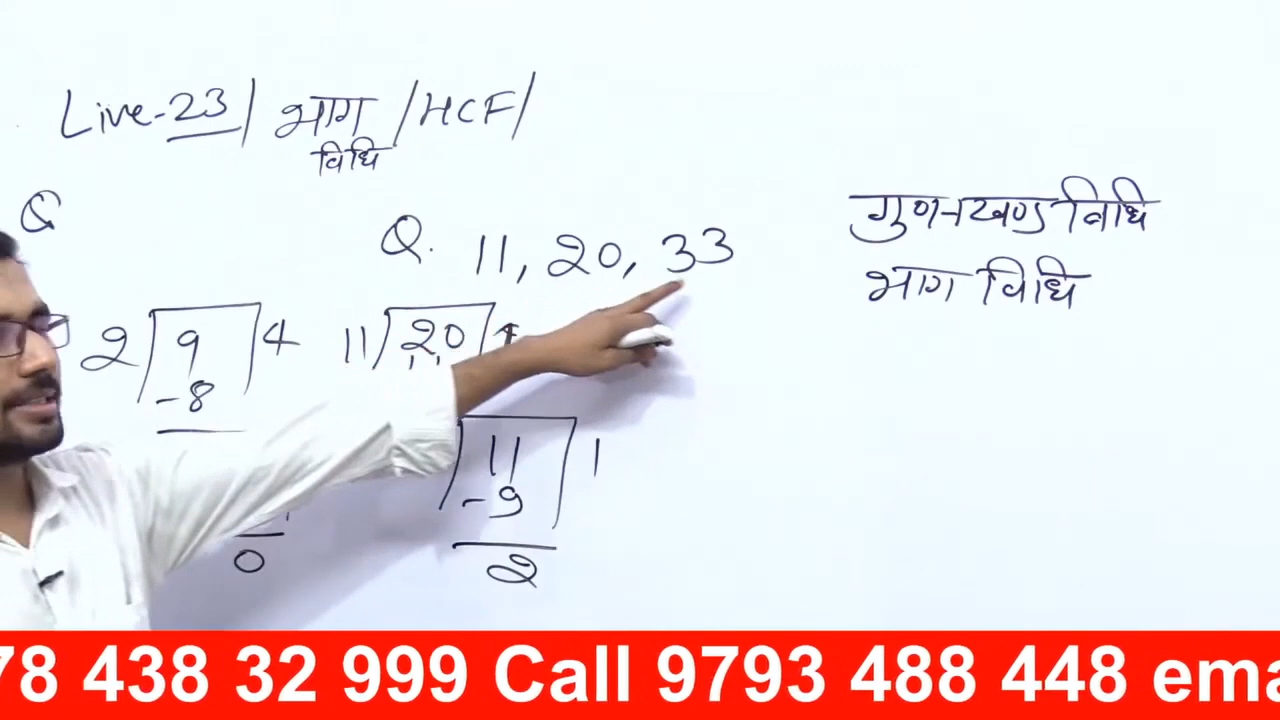 Live-23/ भाग /HCF/
विधि
Q
Q. 11, 20, 33
गुणनखण्ड विधि
भाग विधि
2 9 4
-8
11 20
11 1
-9
2
0
78 438 32 999 Call 9793 488 448 ema